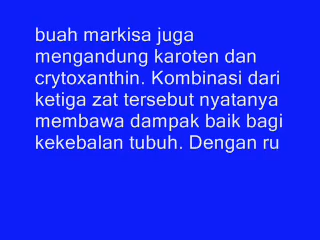 buah markisa juga
mengandung karoten dan
crytoxanthin. Kombinasi dari
ketiga zat tersebut nyatanya
membawa dampak baik bagi
kekebalan tubuh. Dengan ru